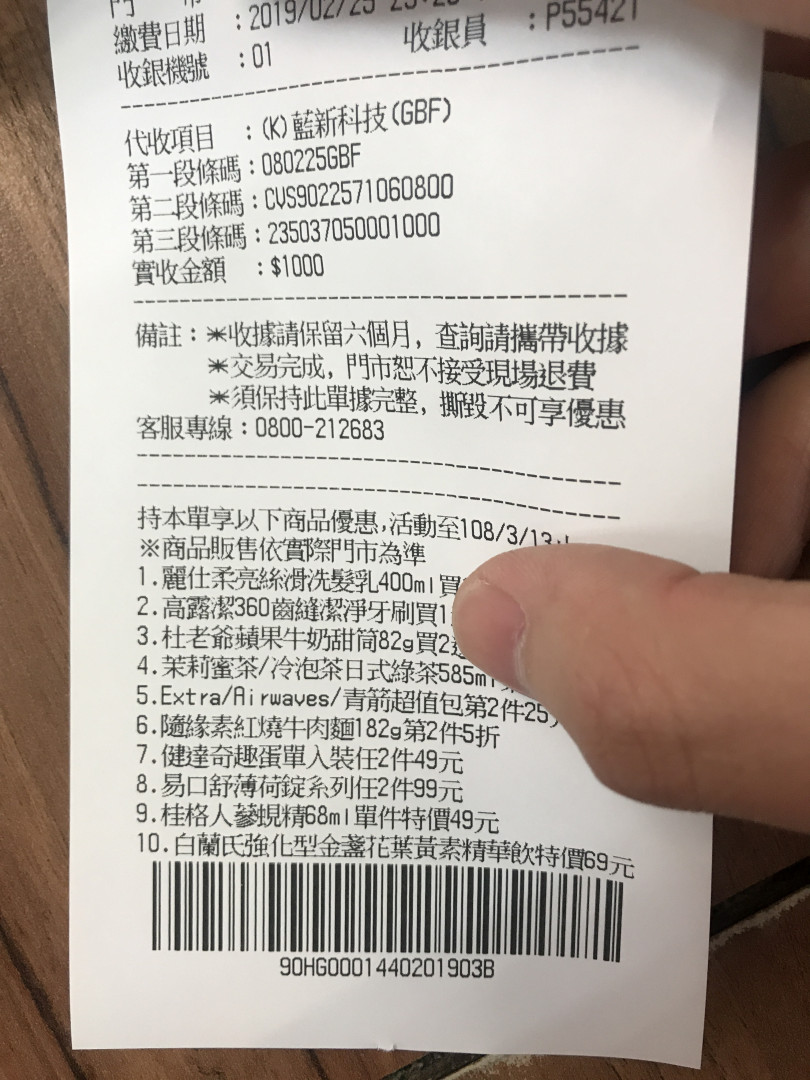 繳費日期 :2019/02/25
收銀機號 :01 收銀員 :P55421
代收項目 :(K)藍新科技(GBF)
第一段條碼:080225GBF
第二段條碼:CVS9022571060800
第三段條碼:235037050001000
實收金額 :$1000
備註:*收據請保留六個月, 查詢請攜帶收據
*交易完成, 門市恕不接受現場退費
*須保持此單據完整, 撕毀不可享優惠
客服專線:0800-212683
持本單享以下商品優惠,活動至108/3/13
※商品販售依實際門市為準
1.麗仕柔亮絲滑洗髮乳400ml買
2.高露潔360齒縫潔淨牙刷買1
3.杜老爺蘋果牛奶甜筒82g買2送
4.茉莉蜜茶/冷泡茶日式綠茶585ml
5.Extra/Airwaves/青箭超值包第2件25
6.隨緣素紅燒牛肉麵182g第2件5折
7.健達奇趣蛋單入裝任2件49元
8.易口舒薄荷錠系列任2件99元
9.桂格人蔘蜆精68ml單件特價49元
10.白蘭氏強化型金盞花葉黃素精華飲特價69元
90HG0001440201903B